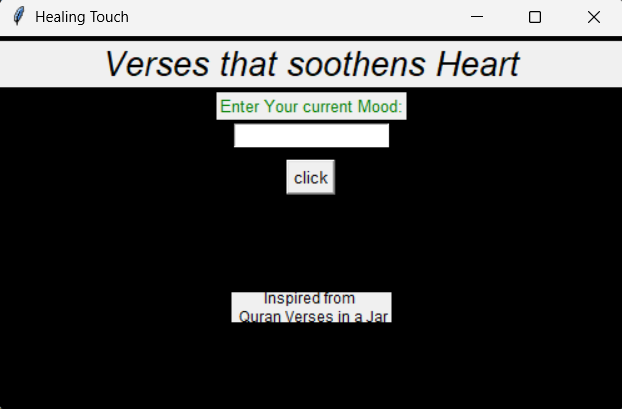 Healing Touch
Verses that soothens Heart
Enter Your current Mood:
click
Inspired from
Quran Verses in a Jar